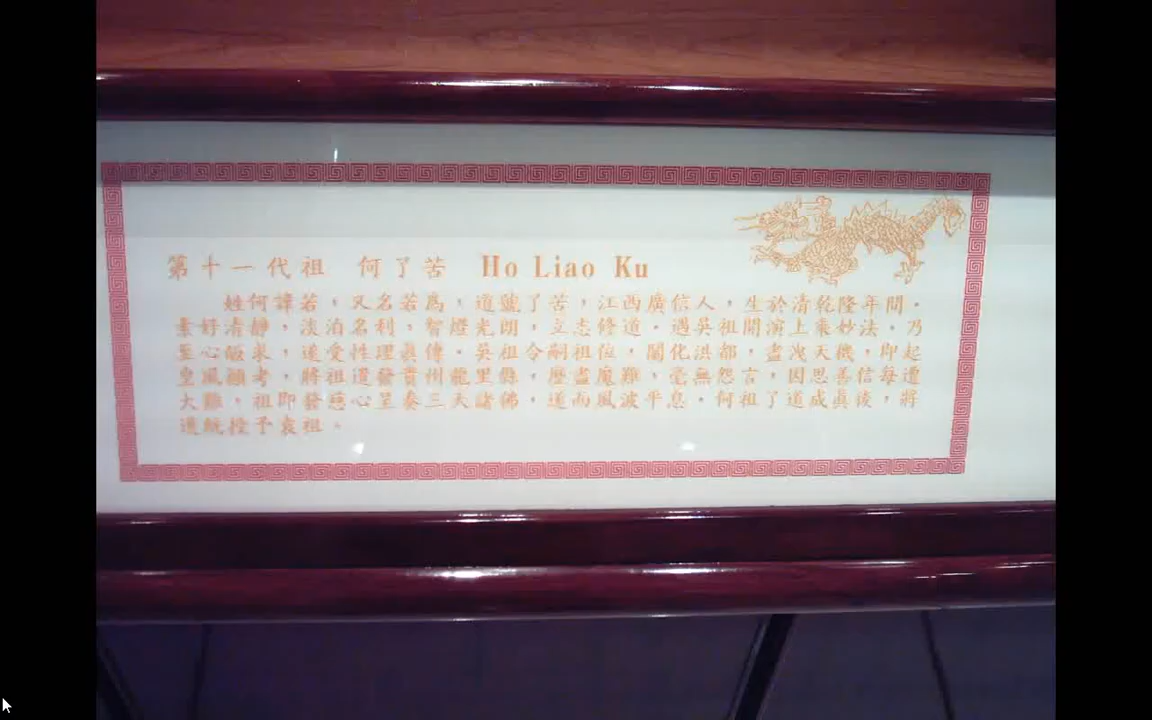 第十一代祖 何了苦 Ho Liao Ku
姓何諱若，又名若為，道號了苦，江西廣信人，生於清乾隆年間。
素好清靜，淡泊名利，智燈光朗，立志修道。遇吳祖開演上乘妙法。乃
至心皈求，遂受性理真傳。吳祖令嗣祖位，闡化洪都，盡洩天機，即起
皇風顛考，將祖遣發貴州龍里縣，歷盡魔難，毫無怨言，因思善信每遭
大難，祖即發慈心呈奏三天諸佛，道而風波平息。何祖了道成真後，將
道統授予袁祖。